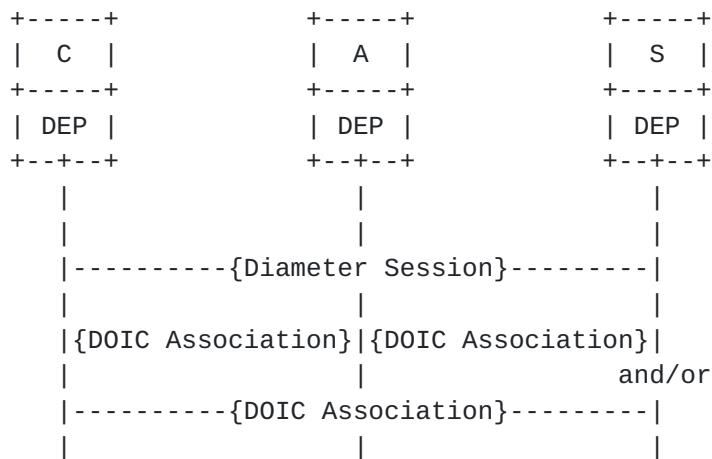 +-----+            +-----+            +-----+
|  C  |            |  A  |            |  S  |
+-----+            +-----+            +-----+
| DEP |            | DEP |            | DEP |
+--+--+            +--+--+            +--+--+
   |                  |                  |
   |                  |                  |
   |----------{Diameter Session}---------|
   |                  |                  |
   |{DOIC Association}|{DOIC Association}|
   |                  |                and/or
   |----------{DOIC Association}---------|
   |                  |                  |